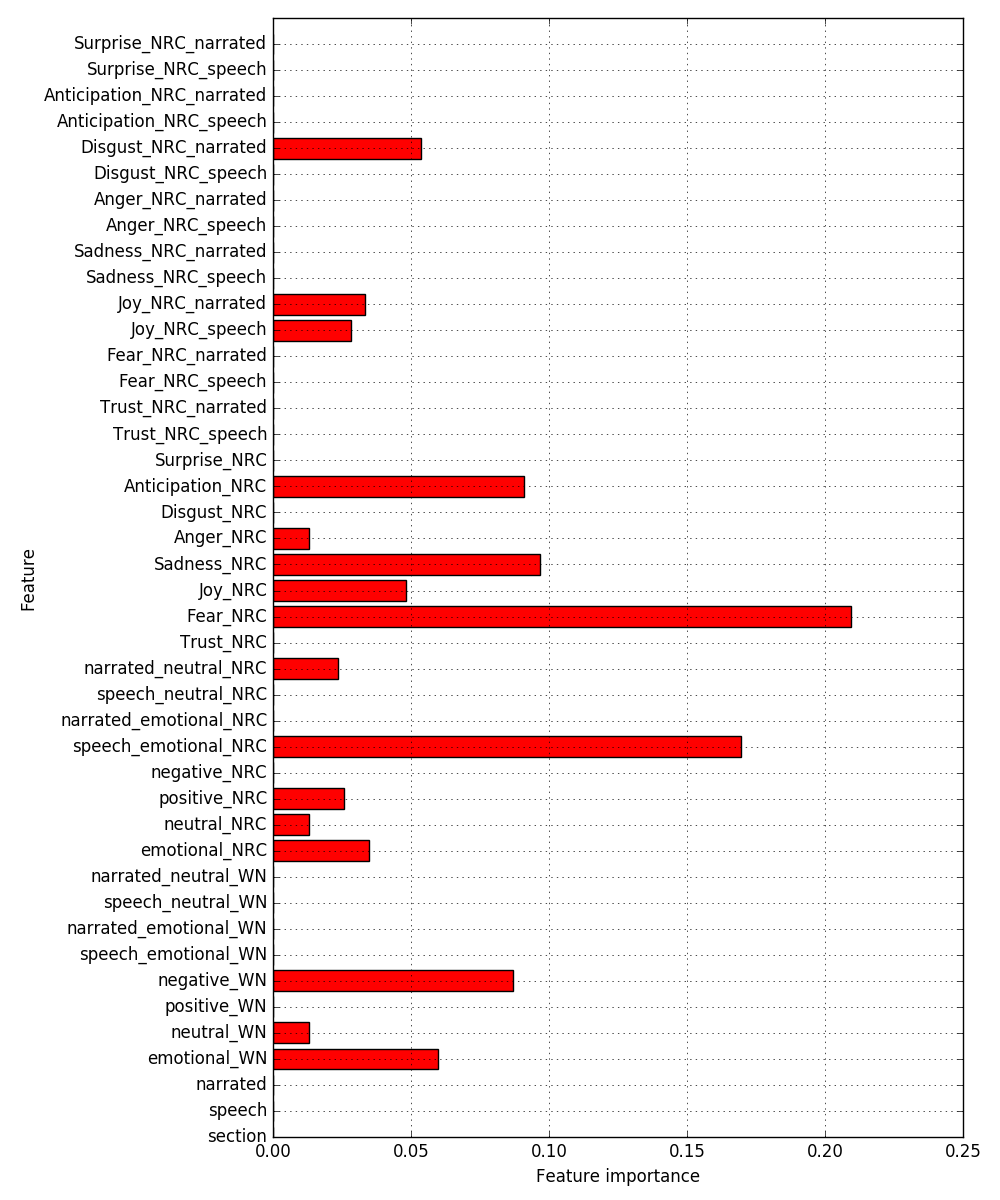 Surprise_NRC_narrated
Surprise_NRC_speech
Anticipation_NRC_narrated
Anticipation_NRC_speech
Disgust_NRC_narrated
Disgust_NRC_speech
Anger_NRC_narrated
Anger_NRC_speech
Sadness_NRC_narrated
Sadness_NRC_speech
Joy_NRC_narrated
Joy_NRC_speech
Fear_NRC_narrated
Fear_NRC_speech
Trust_NRC_narrated
Trust_NRC_speech
Surprise_NRC
Anticipation_NRC
Disgust_NRC
Anger_NRC
Sadness_NRC
Joy_NRC
Fear_NRC
Trust_NRC
narrated_neutral_NRC
speech_neutral_NRC
narrated_emotional_NRC
speech_emotional_NRC
negative_NRC
positive_NRC
neutral_NRC
emotional_NRC
narrated_neutral_WN
speech_neutral_WN
narrated_emotional_WN
speech_emotional_WN
negative_WN
positive_WN
neutral_WN
emotional_WN
narrated
speech
section
Feature
0.00 0.05 0.10 0.15 0.20 0.25
Feature importance